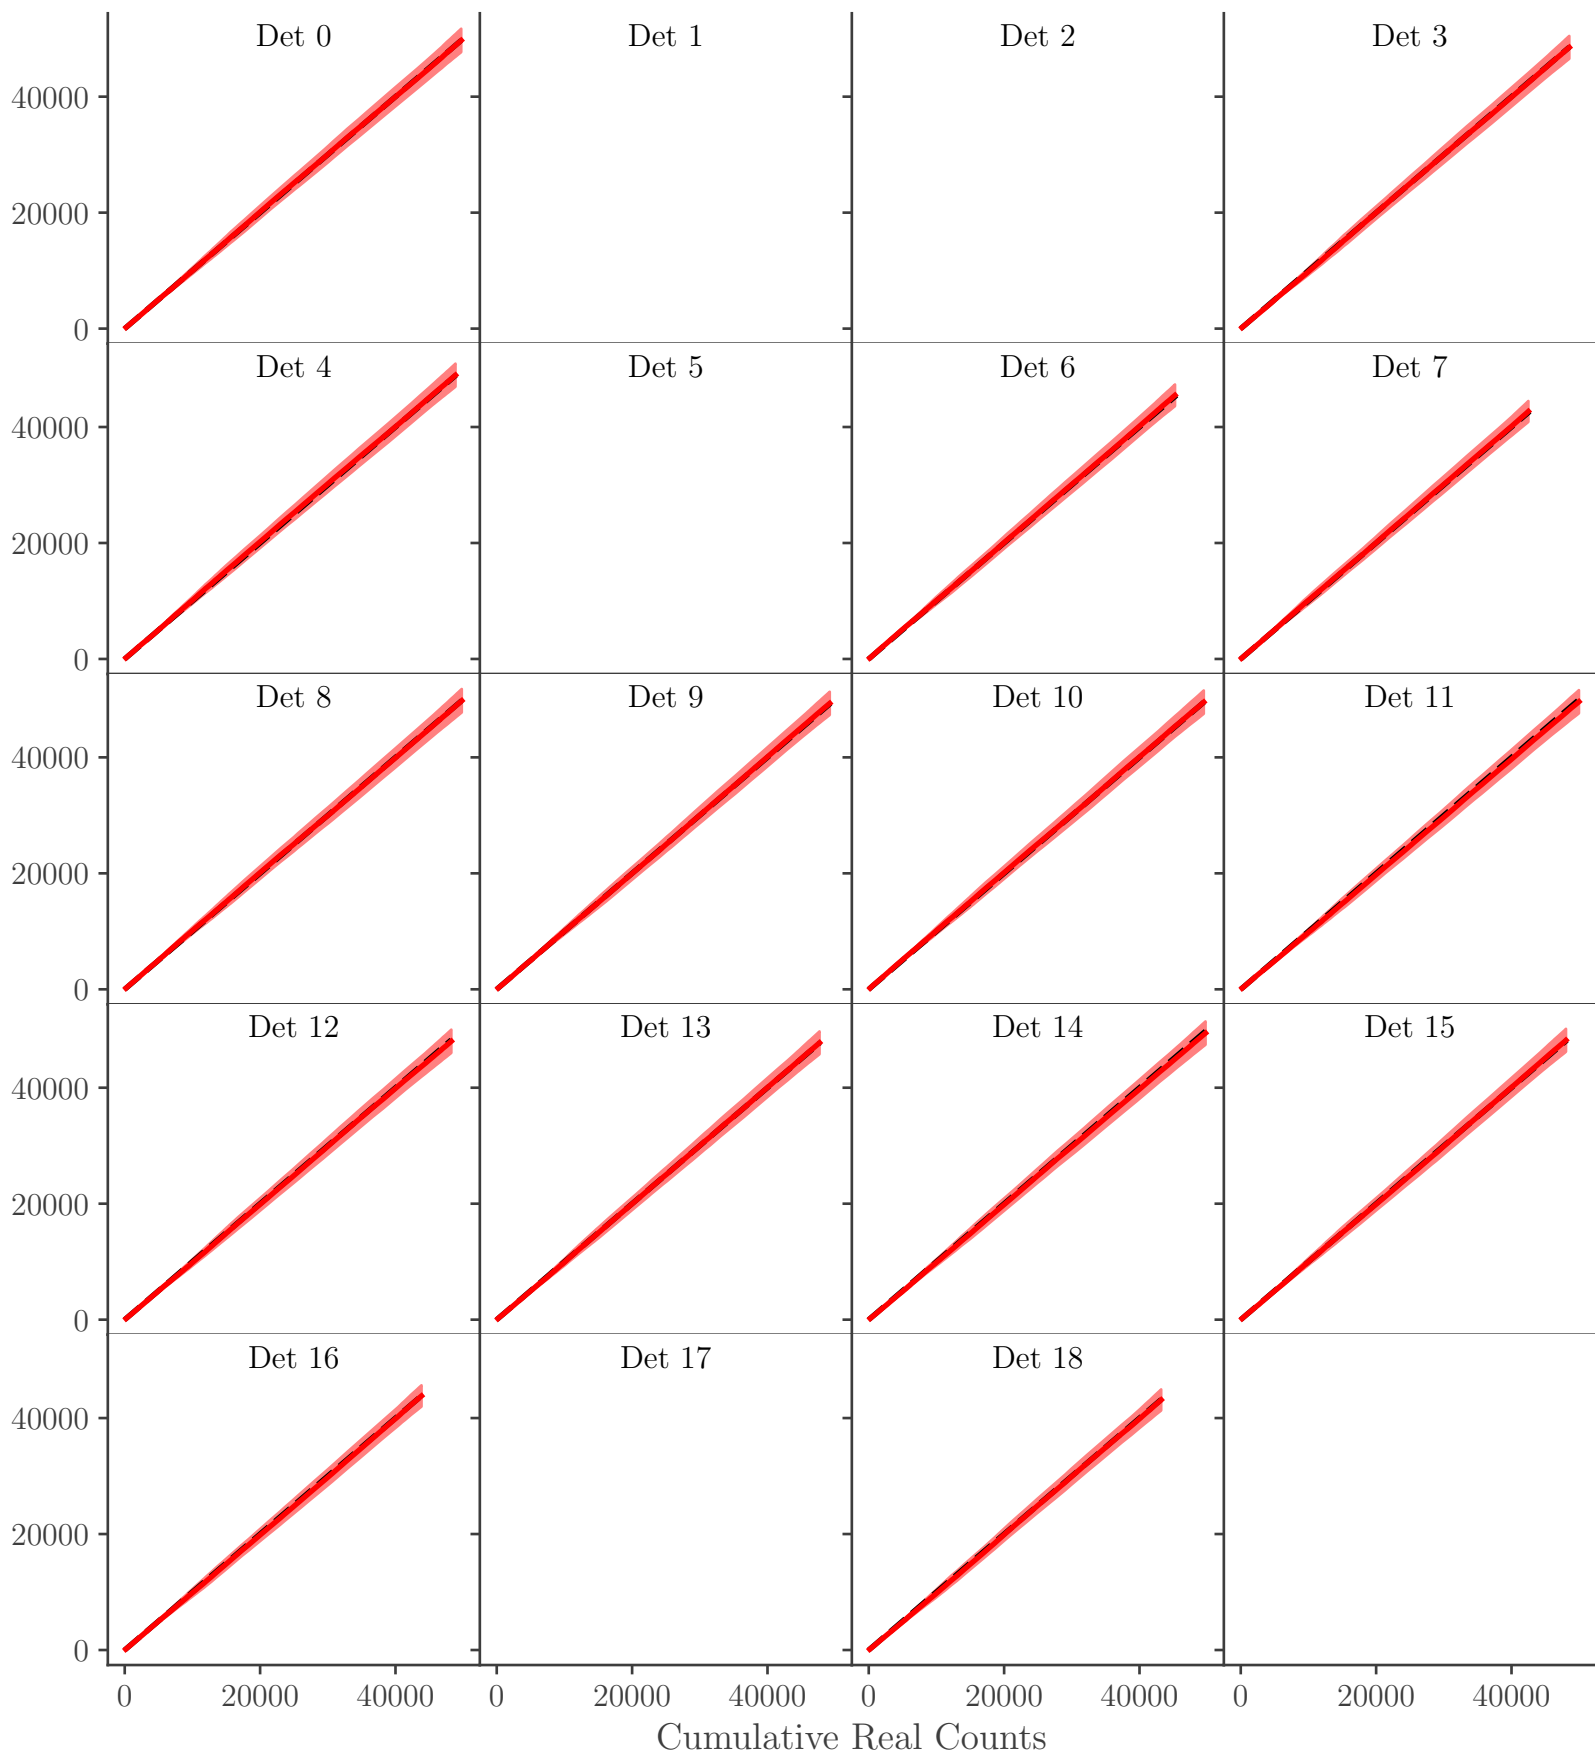 Det 0 Det 1 Det 2 Det 3
40000
20000
0
Det 4 Det 5 Det 6 Det 7
40000
20000
0
Det 8 Det 9 Det 10 Det 11
40000
20000
0
Det 12 Det 13 Det 14 Det 15
40000
20000
0
Det 16 Det 17 Det 18
40000
20000
0
0 20000 40000 0 20000 40000 0 20000 40000 0 20000 40000
Cumulative Real Counts